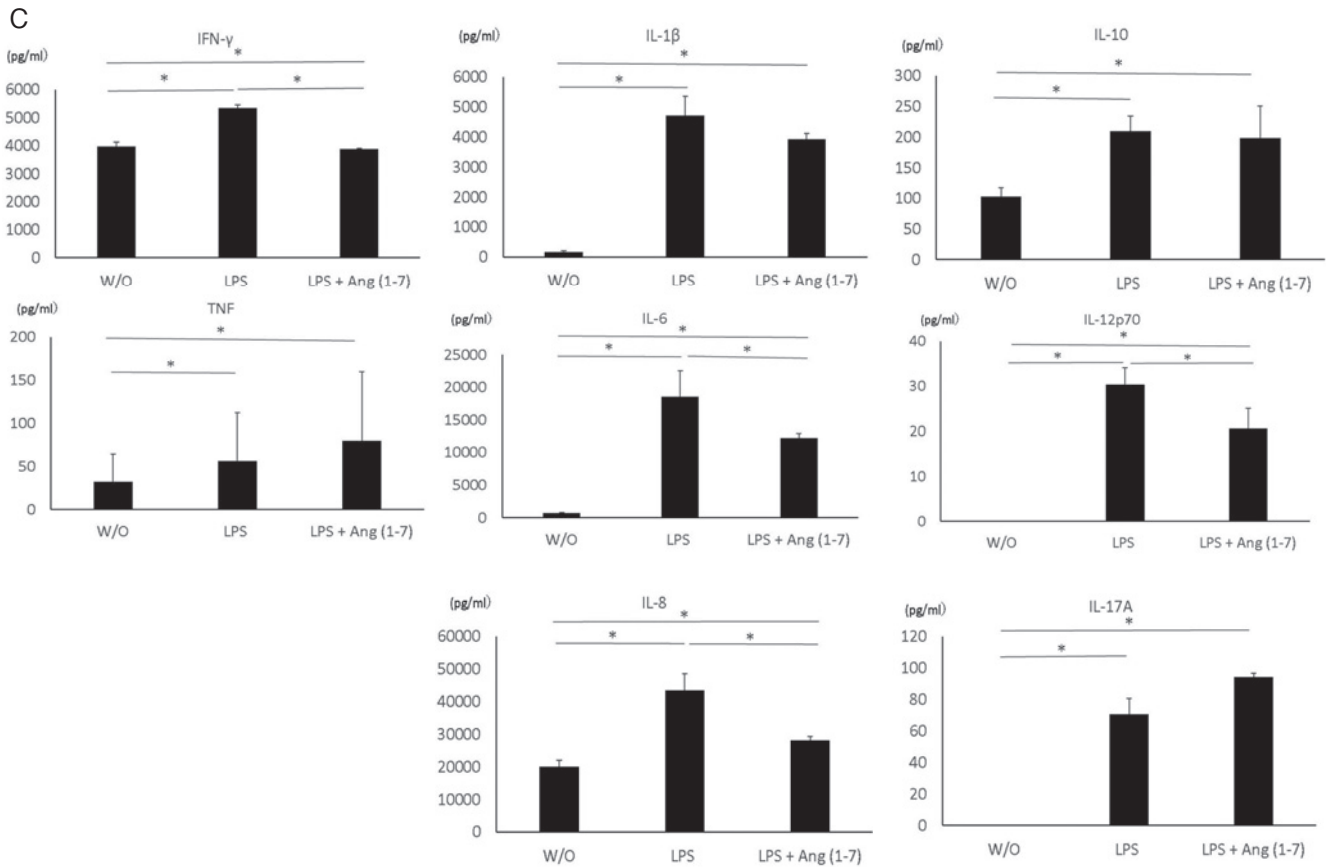 C
IFN-γ
(pg/ml)
*
*
*
6000
5000
4000
3000
2000
1000
0
W/O
LPS
LPS + Ang (1-7)
IL-1β
(pg/ml)
*
*
6000
5000
4000
3000
2000
1000
0
W/O
LPS
LPS + Ang (1-7)
IL-10
(pg/ml)
*
*
300
250
200
150
100
50
0
W/O
LPS
LPS + Ang (1-7)
TNF
(pg/ml)
*
*
200
150
100
50
0
W/O
LPS
LPS + Ang (1-7)
IL-6
(pg/ml)
*
*
*
25000
20000
15000
10000
5000
0
W/O
LPS
LPS + Ang (1-7)
IL-12p70
(pg/ml)
*
*
*
40
30
20
10
0
W/O
LPS
LPS + Ang (1-7)
IL-8
(pg/ml)
*
*
*
60000
50000
40000
30000
20000
10000
0
W/O
LPS
LPS + Ang (1-7)
IL-17A
(pg/ml)
*
*
120
100
80
60
40
20
0
W/O
LPS
LPS + Ang (1-7)